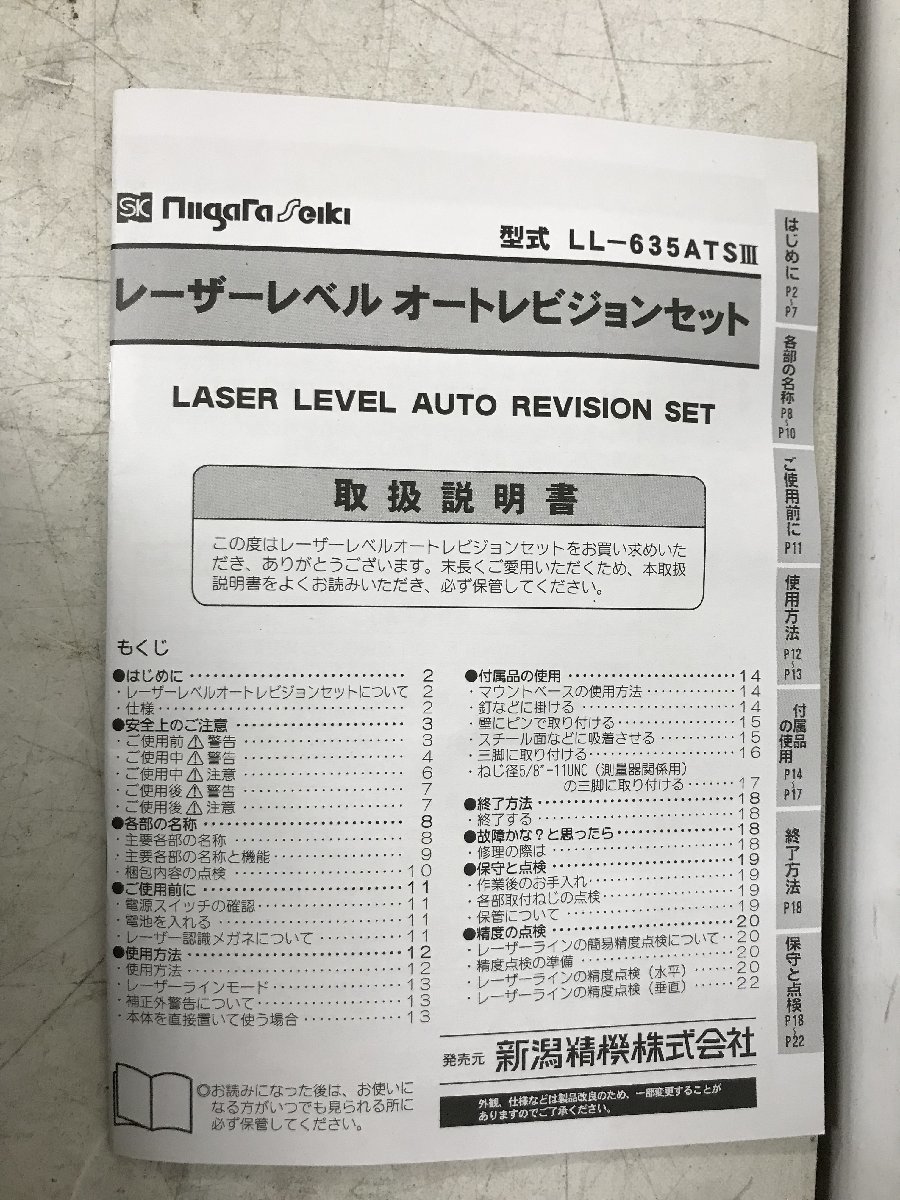 SK Niigata Seiki
型式 LL-635ATSⅢ
レーザーレベル オートレビジョンセット
LASER LEVEL AUTO REVISION SET
取扱説明書
この度はレーザーレベルオートレビジョンセットをお買い求めいた
だき、ありがとうございます。末長くご愛用いただくため、本取扱
説明書をよくお読みいただき、必ず保管してください。
もくじ
●はじめに 2
・レーザーレベルオートレビジョンセットについて 2
・仕様 2
●安全上のご注意 3
・ご使用前⚠警告 3
・ご使用中⚠警告 4
・ご使用中⚠注意 6
・ご使用後⚠警告 7
・ご使用後⚠注意 7
●各部の名称 8
・主要各部の名称 8
・主要各部の名称と機能 9
・梱包内容の点検 10
●ご使用前に 11
・電源スイッチの確認 11
・電池を入れる 11
・レーザー認識メガネについて 11
●使用方法 12
・使用方法 12
・レーザーラインモード 13
・補正外警告について 13
・本体を直接置いて使う場合 13
●付属品の使用 14
・マウントベースの使用方法 14
・釘などに掛ける 14
・壁にピンで取り付ける 15
・スチール面などに吸着させる 15
・三脚に取り付ける 16
・ねじ径5/8"-11UNC（測量器関係用）
の三脚に取り付ける 17
●終了方法 18
・終了する 18
●故障かな？と思ったら 18
・修理の際は 18
●保守と点検 19
・作業後のお手入れ 19
・各部取付ねじの点検 19
・保管について 19
●精度の点検 20
・レーザーラインの簡易精度点検について 20
・精度点検の準備 20
・レーザーラインの精度点検（水平） 20
・レーザーラインの精度点検（垂直） 22
発売元 新潟精機株式会社
◎お読みになった後は、お使いに
なる方がいつでも見られる所に
必ず保管してください。
外観、仕様などは製品改良のため、一部変更することが
ありますのでご了承ください。
はじめに P2~P7
各部の名称 P8~P10
ご使用前に P11
使用方法 P12~P13
付属品の使用 P14~P17
終了方法 P18
保守と点検 P18~P22